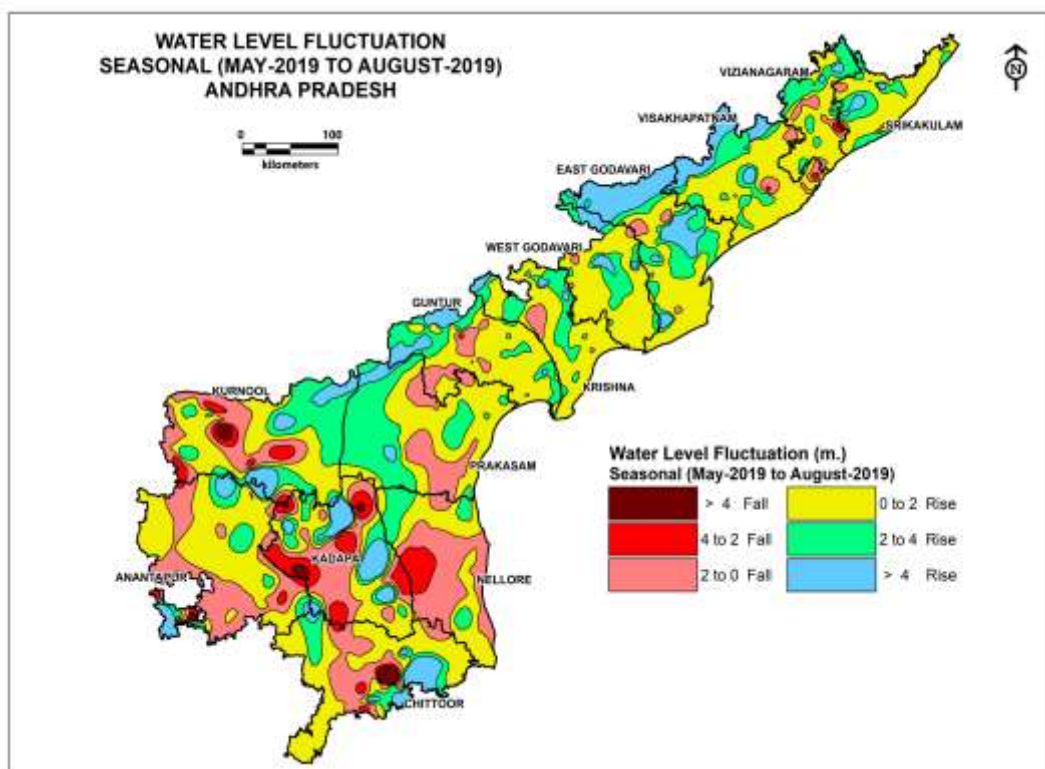 WATER LEVEL FLUCTUATION
SEASONAL (MAY-2019 TO AUGUST-2019)
ANDHRA PRADESH
0 100
kilometers
N
VIZIANAGARAM
VISAKHAPATNAM
SRIKAKULAM
EAST GODAVARI
WEST GODAVARI
GUNTUR
KRISHNA
KURNOOL
PRAKASAM
KADAPA
ANANTAPUR
NELLORE
CHITTOOR
Water Level Fluctuation (m.)
Seasonal (May-2019 to August-2019)
> 4 Fall
0 to 2 Rise
4 to 2 Fall
2 to 4 Rise
2 to 0 Fall
> 4 Rise